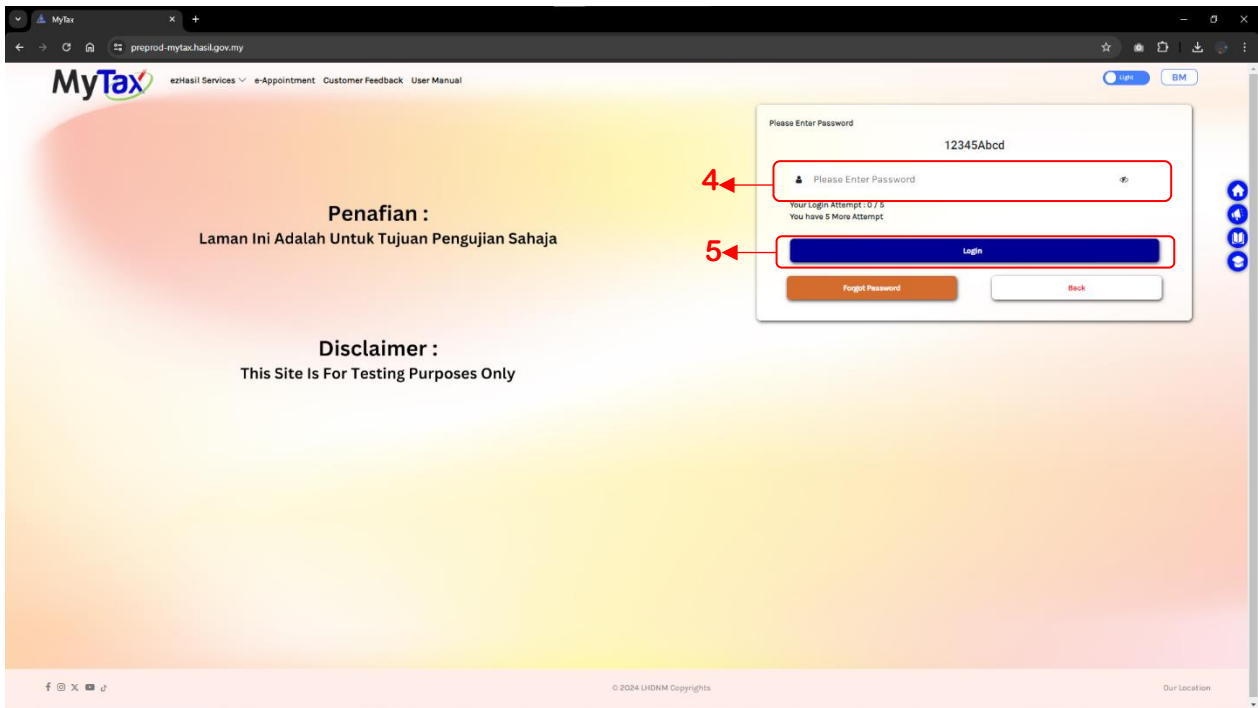 MyTax
preprod-mytax.hasil.gov.my
MyTax
ezHasil Services e-Appointment Customer Feedback User Manual
Light
BM
Please Enter Password
12345Abcd
4
Please Enter Password
Your Login Attempt : 0 / 5
You have 5 More Attempt
5
Login
Forgot Password
Back
Penafian :
Laman Ini Adalah Untuk Tujuan Pengujian Sahaja
Disclaimer :
This Site Is For Testing Purposes Only
© 2024 LHDNM Copyrights
Our Location